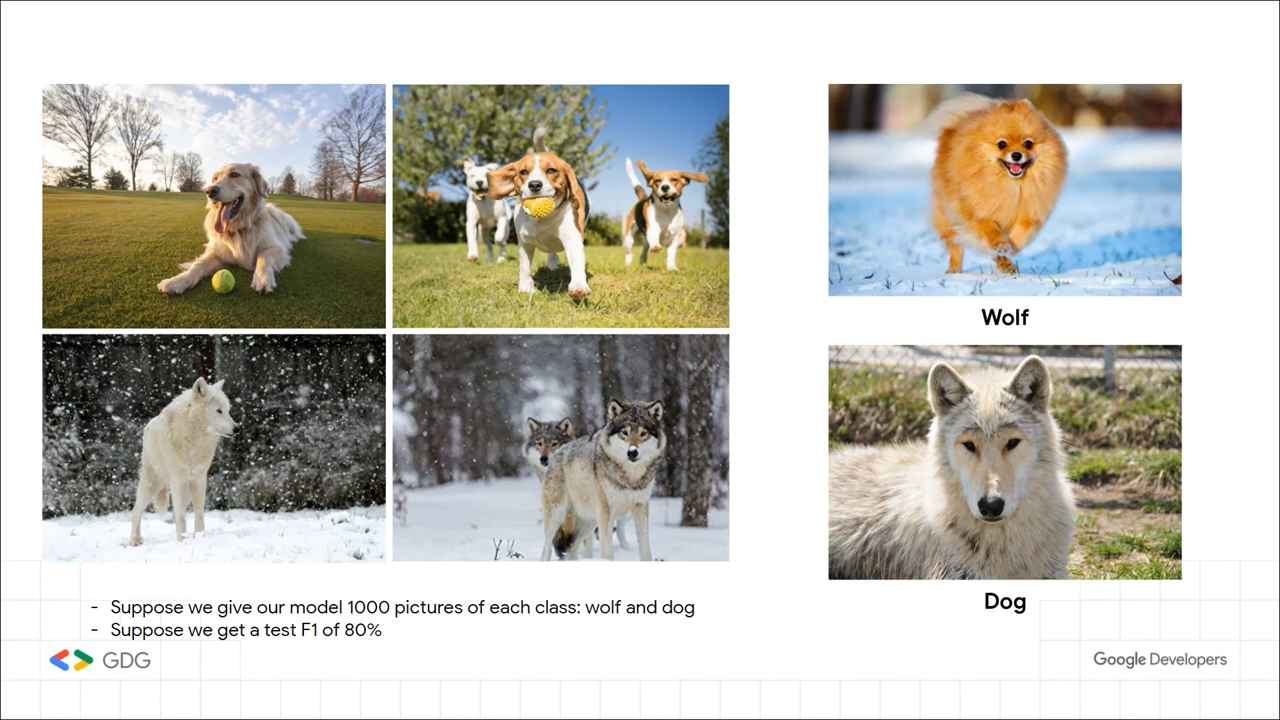 Wolf
Dog
- Suppose we give our model 1000 pictures of each class: wolf and dog
- Suppose we get a test F1 of 80%
GDG
Google Developers